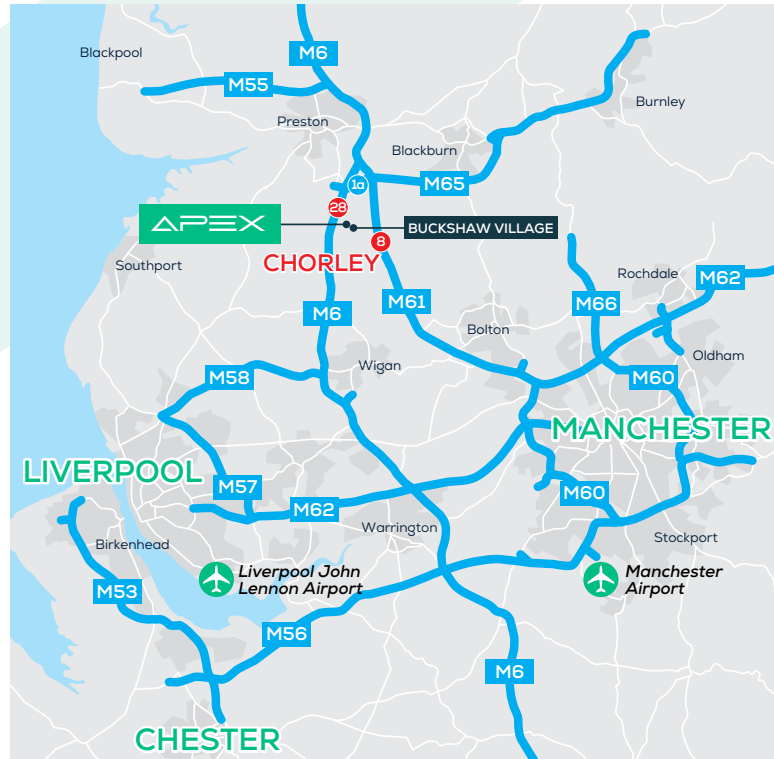 M6
Blackpool
M55
Burnley
Preston
Blackburn
1a
M65
28
APEX
BUCKSHAW VILLAGE
8
CHORLEY
Southport
Rochdale
M62
M61
M66
M6
Bolton
Oldham
Wigan
M58
M60
MANCHESTER
LIVERPOOL
M57
M60
M62
Warrington
Stockport
Birkenhead
Liverpool John
Lennon Airport
Manchester
Airport
M53
M56
M6
CHESTER